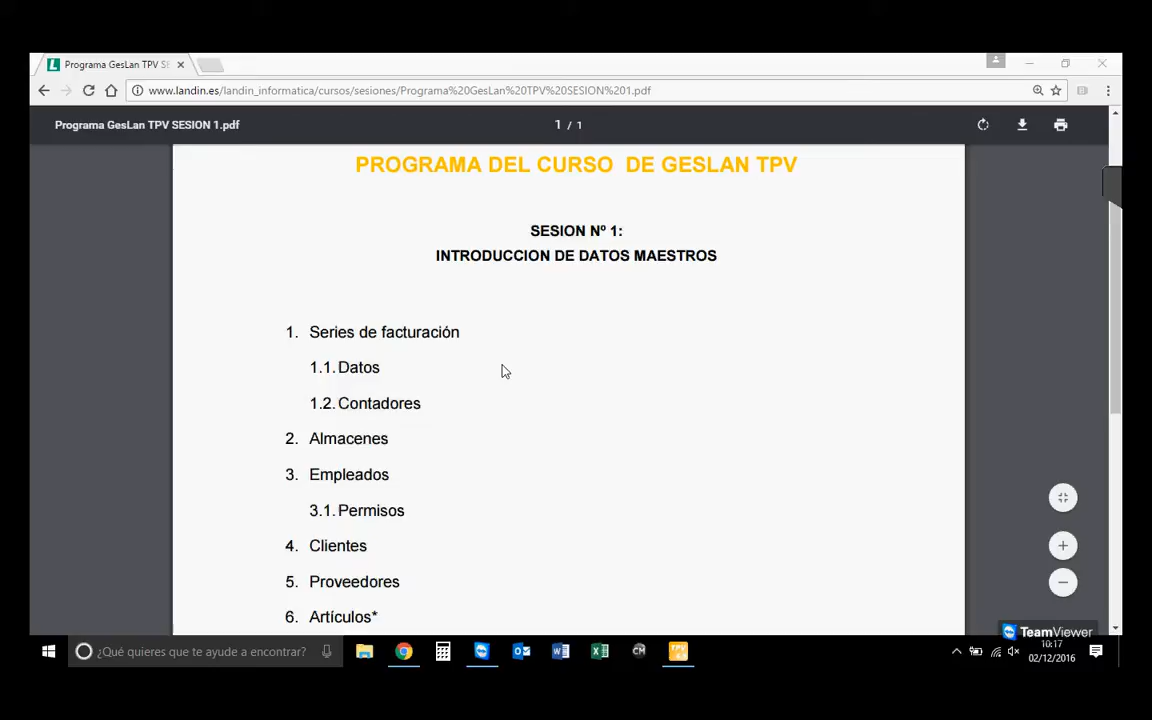 Programa GesLan TPV SE
www.landin.es/landin_informatica/cursos/sesiones/Programa%20GesLan%20TPV%20SESION%201.pdf
Programa GesLan TPV SESION 1.pdf
1 / 1
PROGRAMA DEL CURSO DE GESLAN TPV
SESION Nº 1:
INTRODUCCION DE DATOS MAESTROS
1. Series de facturación
1.1. Datos
1.2. Contadores
2. Almacenes
3. Empleados
3.1. Permisos
4. Clientes
5. Proveedores
6. Artículos*
TeamViewer
¿Qué quieres que te ayude a encontrar?
TPV
10:17
02/12/2016